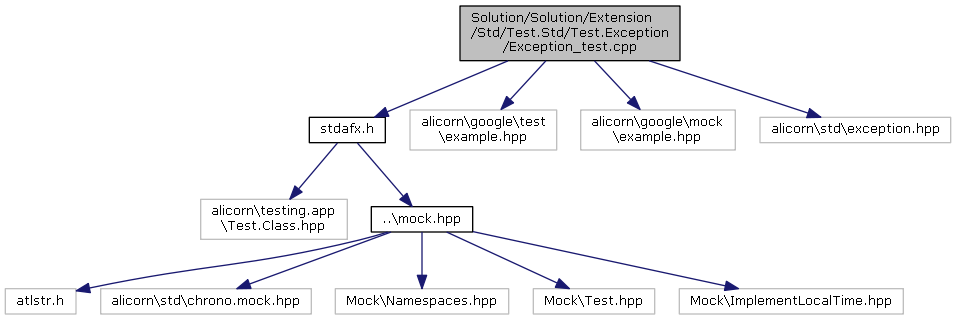 Solution/Solution/Extension
/Std/Test.Std/Test.Exception
/Exception_test.cpp
stdafx.h
alicorn\google\test
\example.hpp
alicorn\google\mock
\example.hpp
alicorn\std\exception.hpp
alicorn\testing.app
\Test.Class.hpp
..\mock.hpp
atlstr.h
alicorn\std\chrono.mock.hpp
Mock\Namespaces.hpp
Mock\Test.hpp
Mock\ImplementLocalTime.hpp